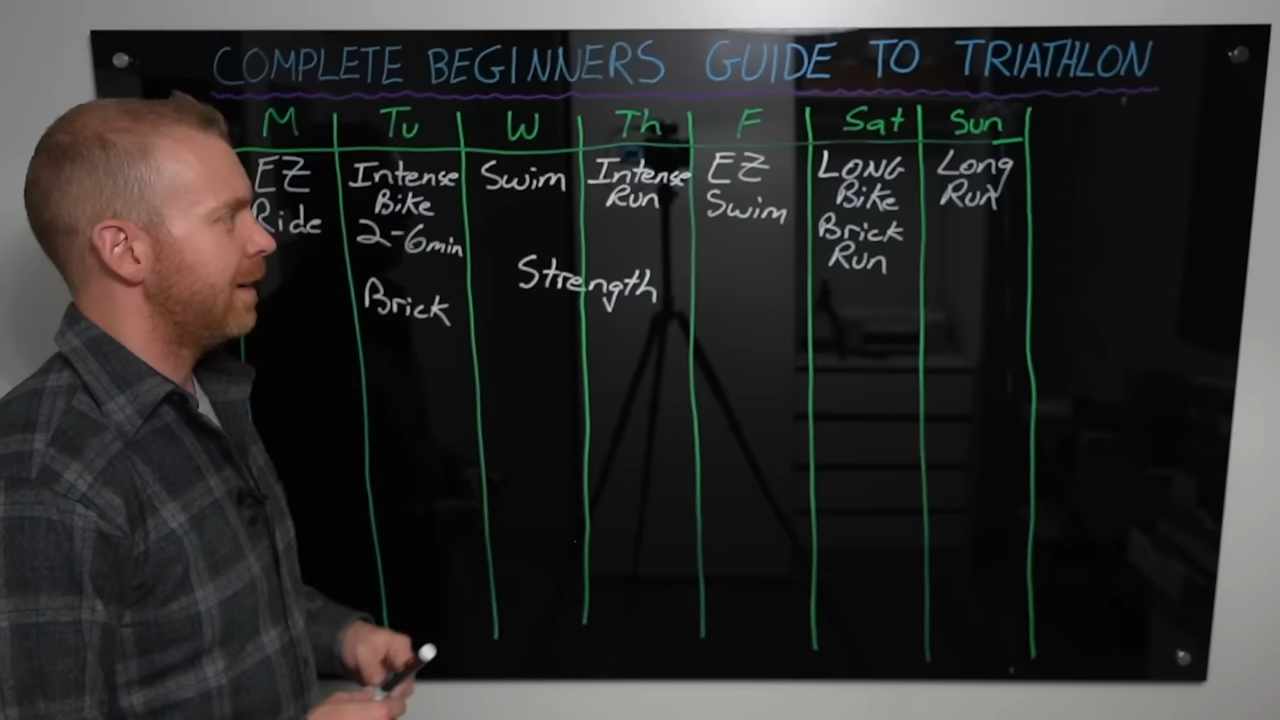 COMPLETE BEGINNERS GUIDE TO TRIATHLON
M Tu W Th F Sat Sun
EZ
Ride
Intense
Bike
2-6min
Brick
Swim
Strength
Intense
Run
EZ
Swim
LONG
Bike
Brick
Run
Long
Run